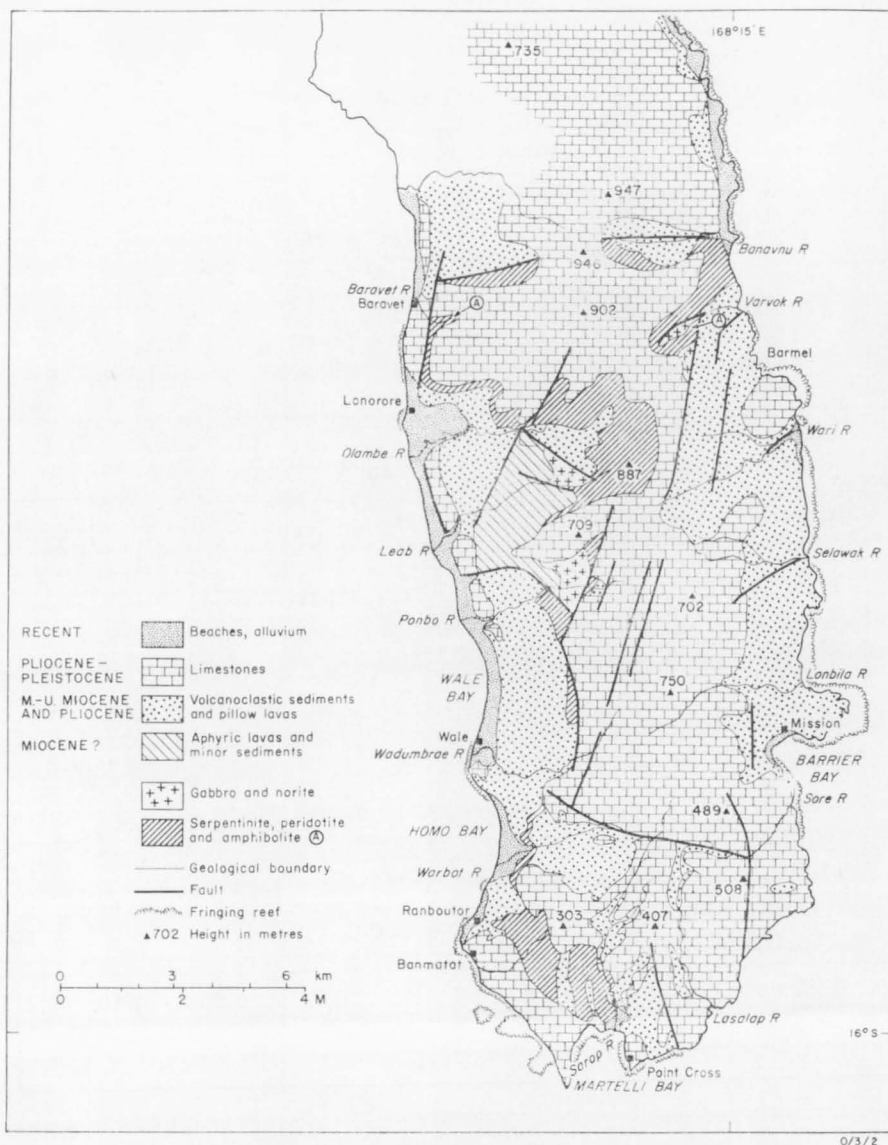 168°15' E
735
947
Banavnu R
946
Baravet R
Baravet
A
902
Varvok R
A
Barmel
Lonorore
Wari R
Olambe R
887
709
Leab R
Selawak R
702
Ponbo R
RECENT
Beaches, alluvium
PLIOCENE-
PLEISTOCENE
Limestones
M.-U. MIOCENE
AND PLIOCENE
Volcanoclastic sediments
and pillow lavas
MIOCENE ?
Aphyric lavas and
minor sediments
Gabbro and norite
Serpentinite, peridotite
and amphibolite A
Geological boundary
Fault
Fringing reef
702 Height in metres
0 3 6 km
0 2 4 M
WALE
BAY
750
Lonbila R
Mission
Wale
Wadumbrae R
BARRIER
BAY
Sore R
489
HOMO BAY
Warbot R
508
Ranboutor
303
407
Banmatat
Lasalap R
16°S
Sarop R
Point Cross
MARTELLI BAY
0/3/2